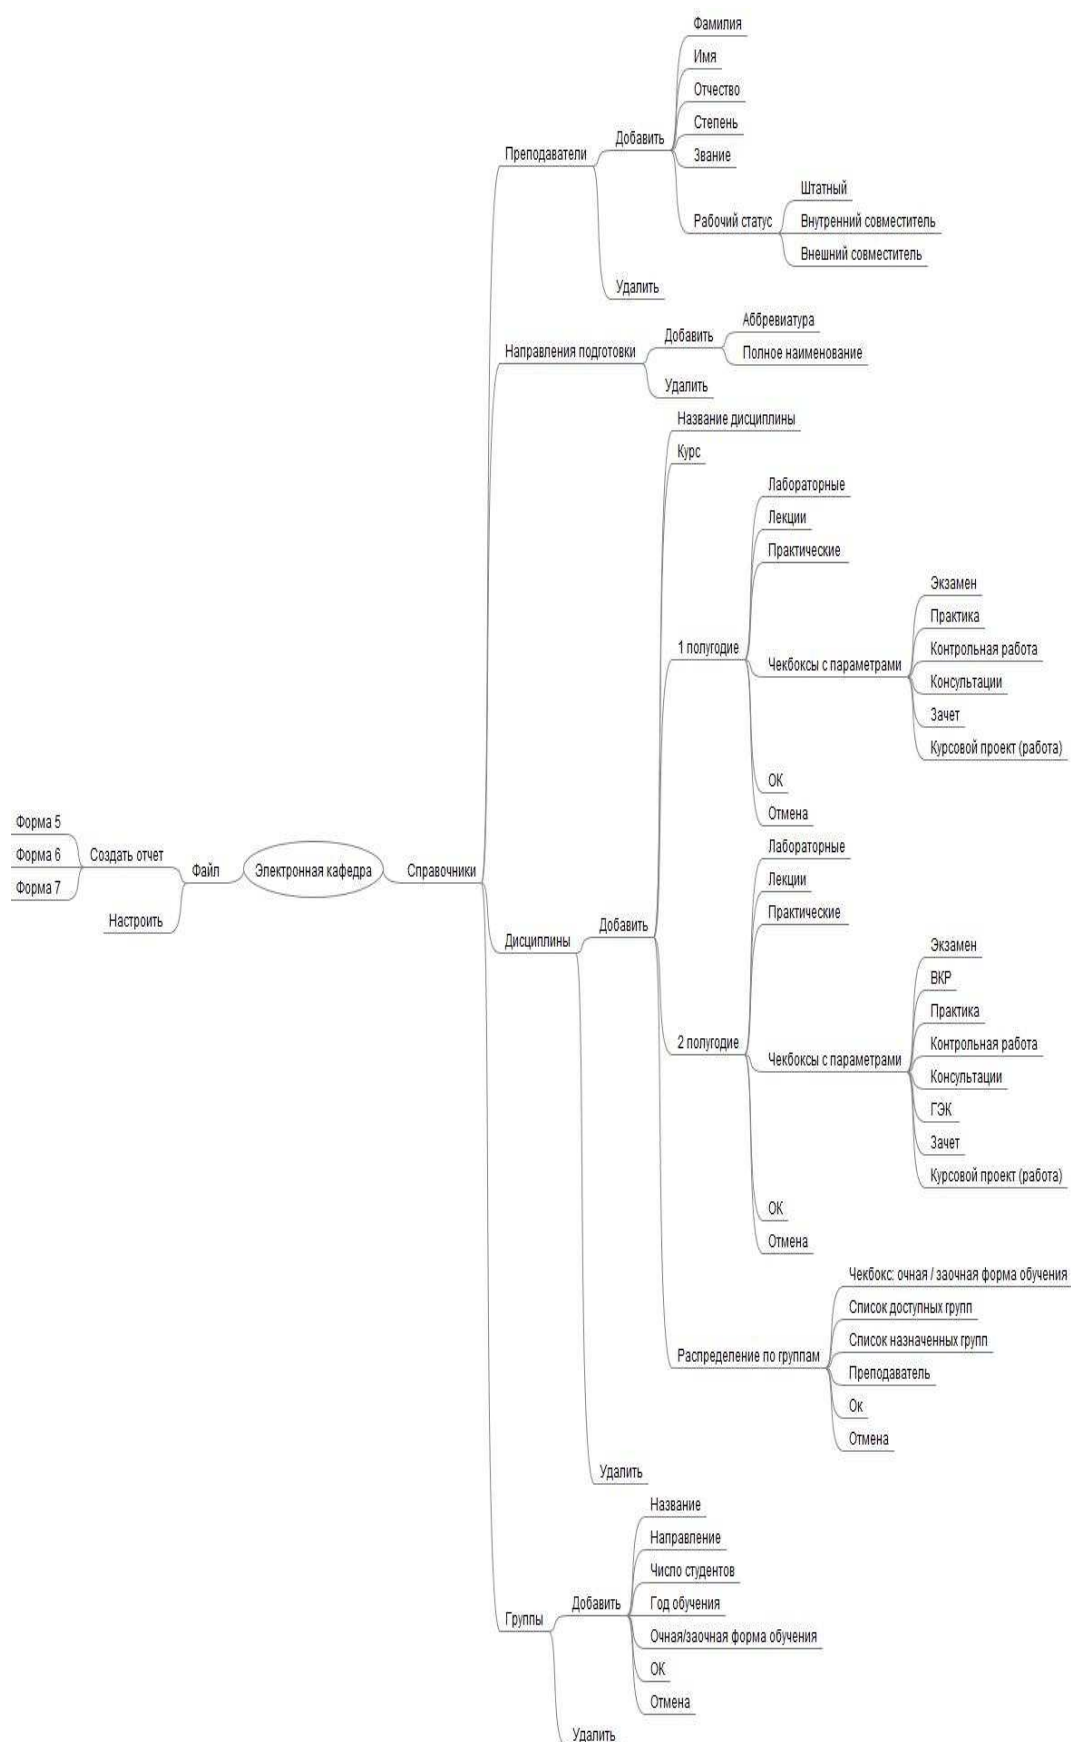 Фамилия
Имя
Отчество
Степень
Звание
Добавить
Преподаватели
Рабочий статус
Штатный
Внутренний совместитель
Внешний совместитель
Удалить
Направления подготовки
Добавить
Аббревиатура
Полное наименование
Удалить
Название дисциплины
Курс
1 полугодие
Лабораторные
Лекции
Практические
Чекбоксы с параметрами
Экзамен
Практика
Контрольная работа
Консультации
Зачет
Курсовой проект (работа)
ОК
Отмена
Форма 5
Форма 6
Форма 7
Создать отчет
Настроить
Файл
Электронная кафедра
Справочники
Дисциплины
Добавить
2 полугодие
Лабораторные
Лекции
Практические
Чекбоксы с параметрами
Экзамен
ВКР
Практика
Контрольная работа
Консультации
ГЭК
Зачет
Курсовой проект (работа)
ОК
Отмена
Распределение по группам
Чекбокс: очная / заочная форма обучения
Список доступных групп
Список назначенных групп
Преподаватель
Ок
Отмена
Удалить
Группы
Добавить
Название
Направление
Число студентов
Год обучения
Очная/заочная форма обучения
ОК
Отмена
Удалить